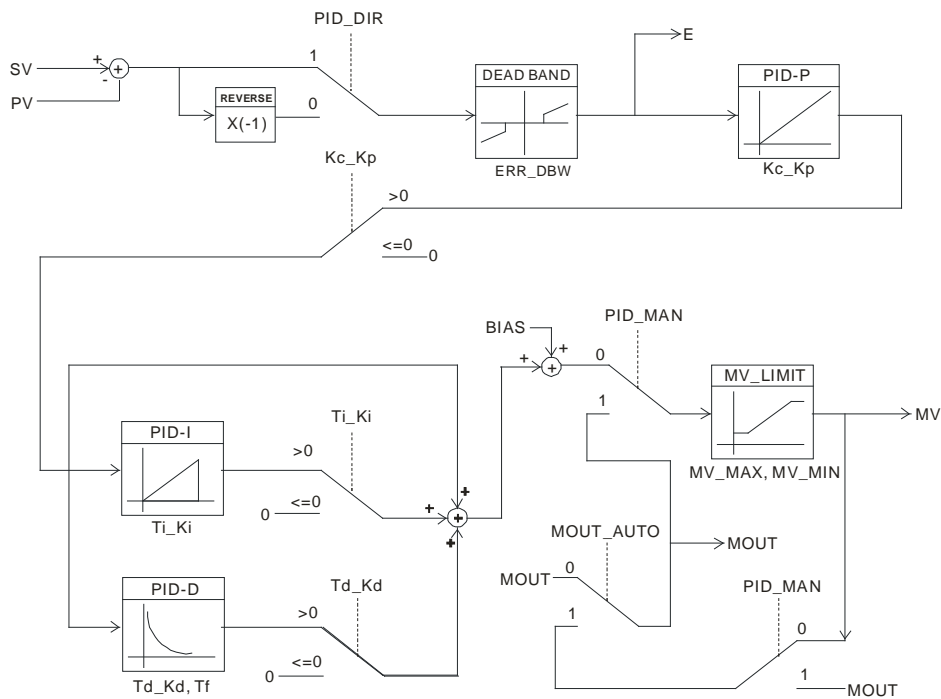 PID_DIR
SV
+
+
-
PV
1
REVERSE
X(-1)
0
DEAD BAND
ERR_DBW
E
PID-P
Kc_Kp
Kc_Kp
>0
<=0
0
BIAS
+
+
+
PID_MAN
0
1
MV_LIMIT
MV_MAX, MV_MIN
MV
PID-I
Ti_Ki
Ti_Ki
>0
0 <=0
+
+
+
+
MOUT_AUTO
MOUT 0
1
MOUT
PID-D
Td_Kd, Tf
Td_Kd
>0
0 <=0
PID_MAN
0
1
MOUT